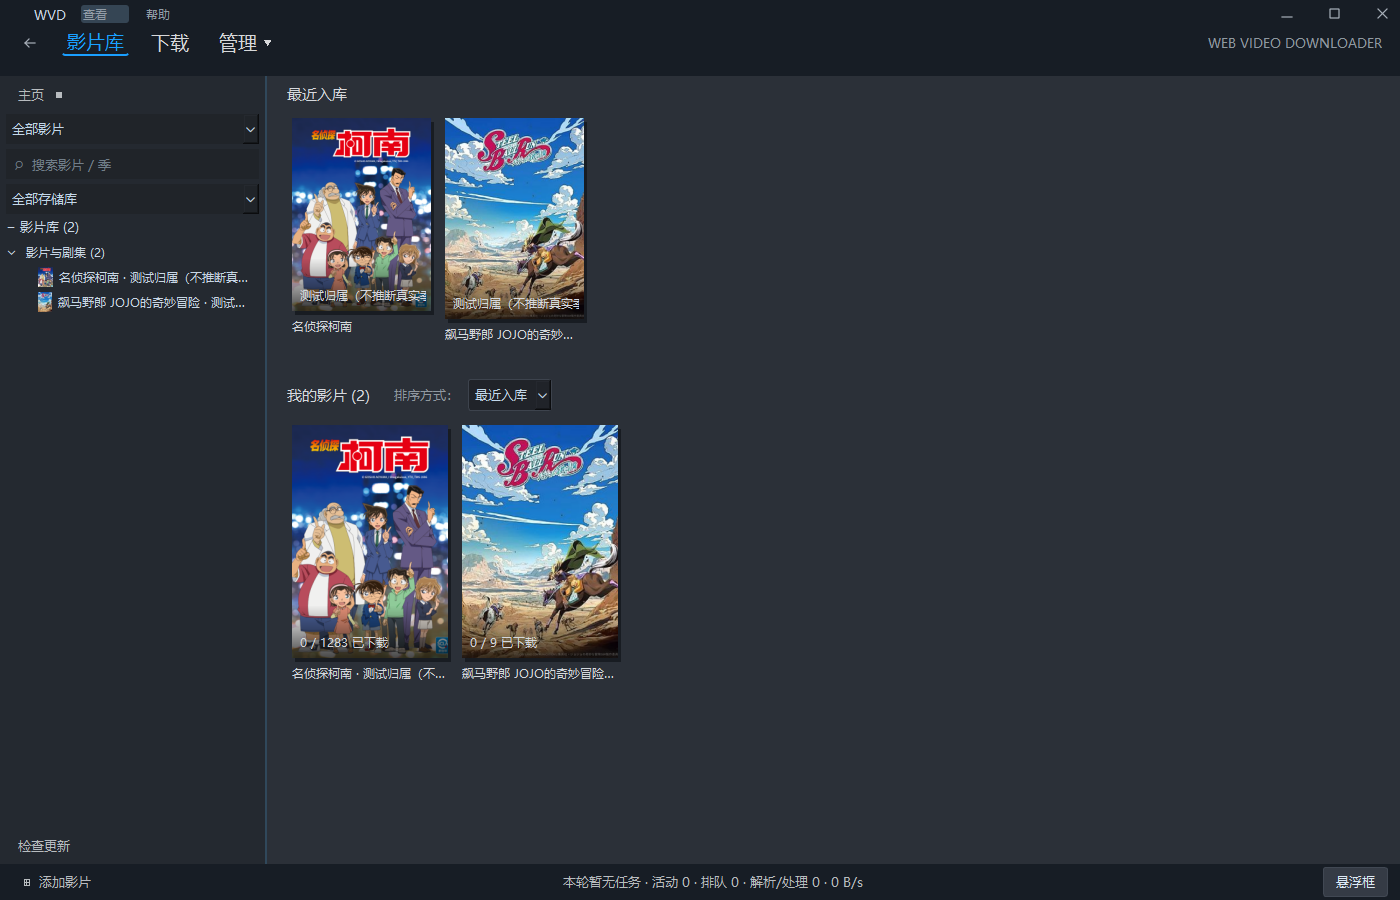 WVD 查看 帮助
影片库 下载 管理
WEB VIDEO DOWNLOADER
主页
全部影片
搜索影片 / 季
全部存储库
影片库 (2)
影片与剧集 (2)
名侦探柯南 · 测试归属（不推断真...
飙马野郎 JOJO的奇妙冒险 · 测试...
检查更新
最近入库
名侦探 柯南
测试归属（不推断真实
名侦探柯南
STEEL BALL RUN
测试归属（不推断真实
飙马野郎 JOJO的奇妙...
我的影片 (2) 排序方式： 最近入库
名侦探 柯南
0 / 1283 已下载
名侦探柯南 · 测试归属（不...
STEEL BALL RUN
0 / 9 已下载
飙马野郎 JOJO的奇妙冒险...
添加影片
本轮暂无任务 · 活动 0 · 排队 0 · 解析/处理 0 · 0 B/s
悬浮框